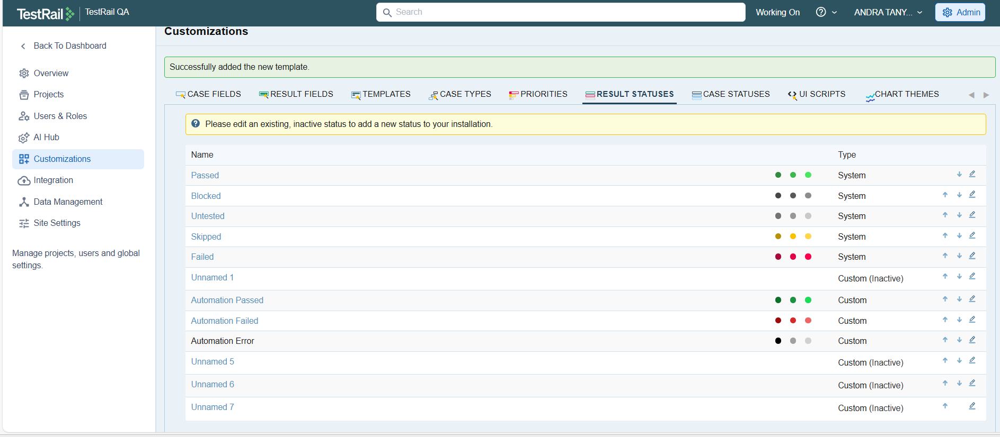 TestRail TestRail QA Search Working On ANDRA TANY... Admin
Customizations
Back To Dashboard
Overview
Projects
Users & Roles
AI Hub
Customizations
Integration
Data Management
Site Settings
Manage projects, users and global
settings.
Successfully added the new template.
CASE FIELDS RESULT FIELDS TEMPLATES CASE TYPES PRIORITIES RESULT STATUSES CASE STATUSES UI SCRIPTS CHART THEMES
Please edit an existing, inactive status to add a new status to your installation.
Name Type
Passed System
Blocked System
Untested System
Skipped System
Failed System
Unnamed 1 Custom (Inactive)
Automation Passed Custom
Automation Failed Custom
Automation Error Custom
Unnamed 5 Custom (Inactive)
Unnamed 6 Custom (Inactive)
Unnamed 7 Custom (Inactive)